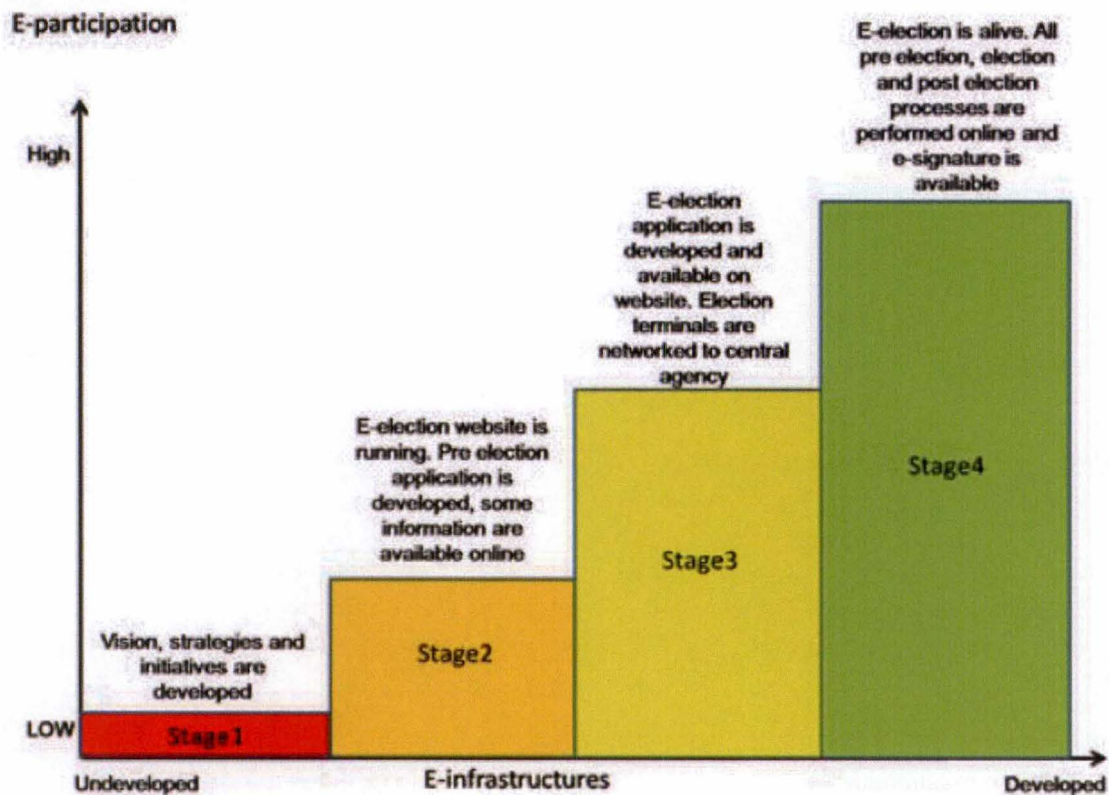 E-participation
E-election is alive. All
pre election, election
and post election
processes are
performed online and
e-signature is
available
High
E-election
application is
developed and
available on
website. Election
terminals are
networked to central
agency
E-election website is
running. Pre election
application is
developed, some
information are
available online
Stage4
Stage3
Vision, strategies and
initiatives are
developed
Stage2
LOW
Stage1
Undeveloped
E-infrastructures
Developed